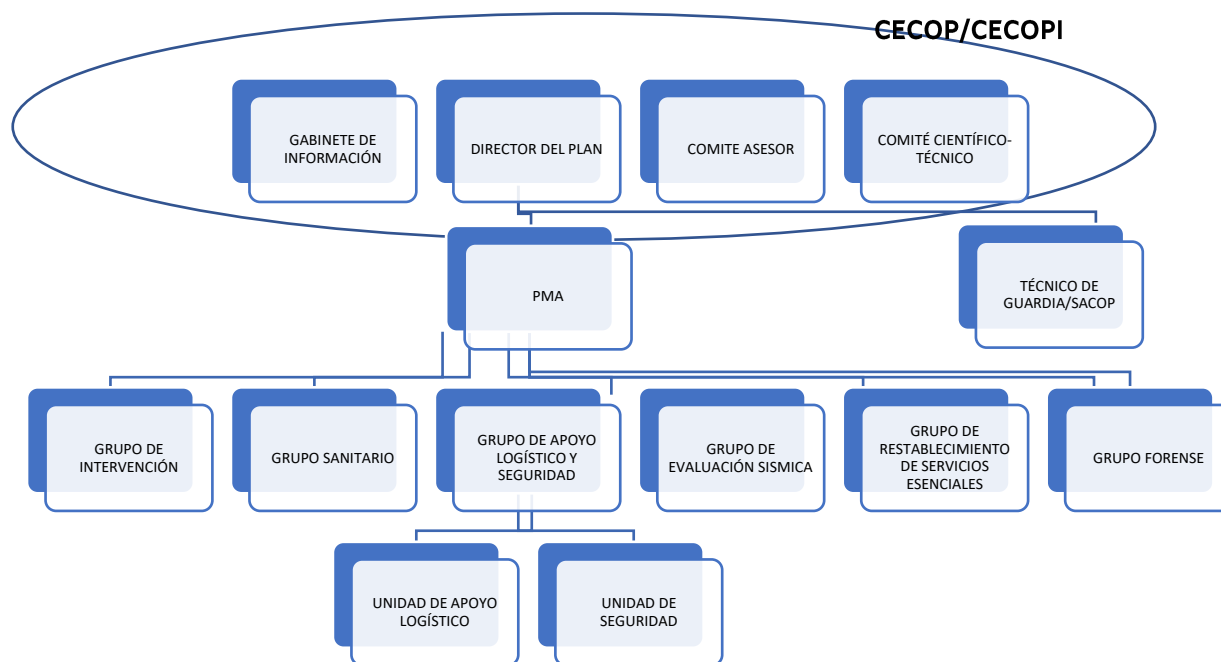 CECOP/CECOPI
GABINETE DE
INFORMACIÓN
DIRECTOR DEL PLAN
COMITE ASESOR
COMITÉ CIENTÍFICO-
TÉCNICO
PMA
TÉCNICO DE
GUARDIA/SACOP
GRUPO DE
INTERVENCIÓN
GRUPO SANITARIO
GRUPO DE APOYO
LOGÍSTICO Y
SEGURIDAD
GRUPO DE
EVALUACIÓN SISMICA
GRUPO DE
RESTABLECIMIENTO
DE SERVICIOS
ESENCIALES
GRUPO FORENSE
UNIDAD DE APOYO
LOGÍSTICO
UNIDAD DE
SEGURIDAD